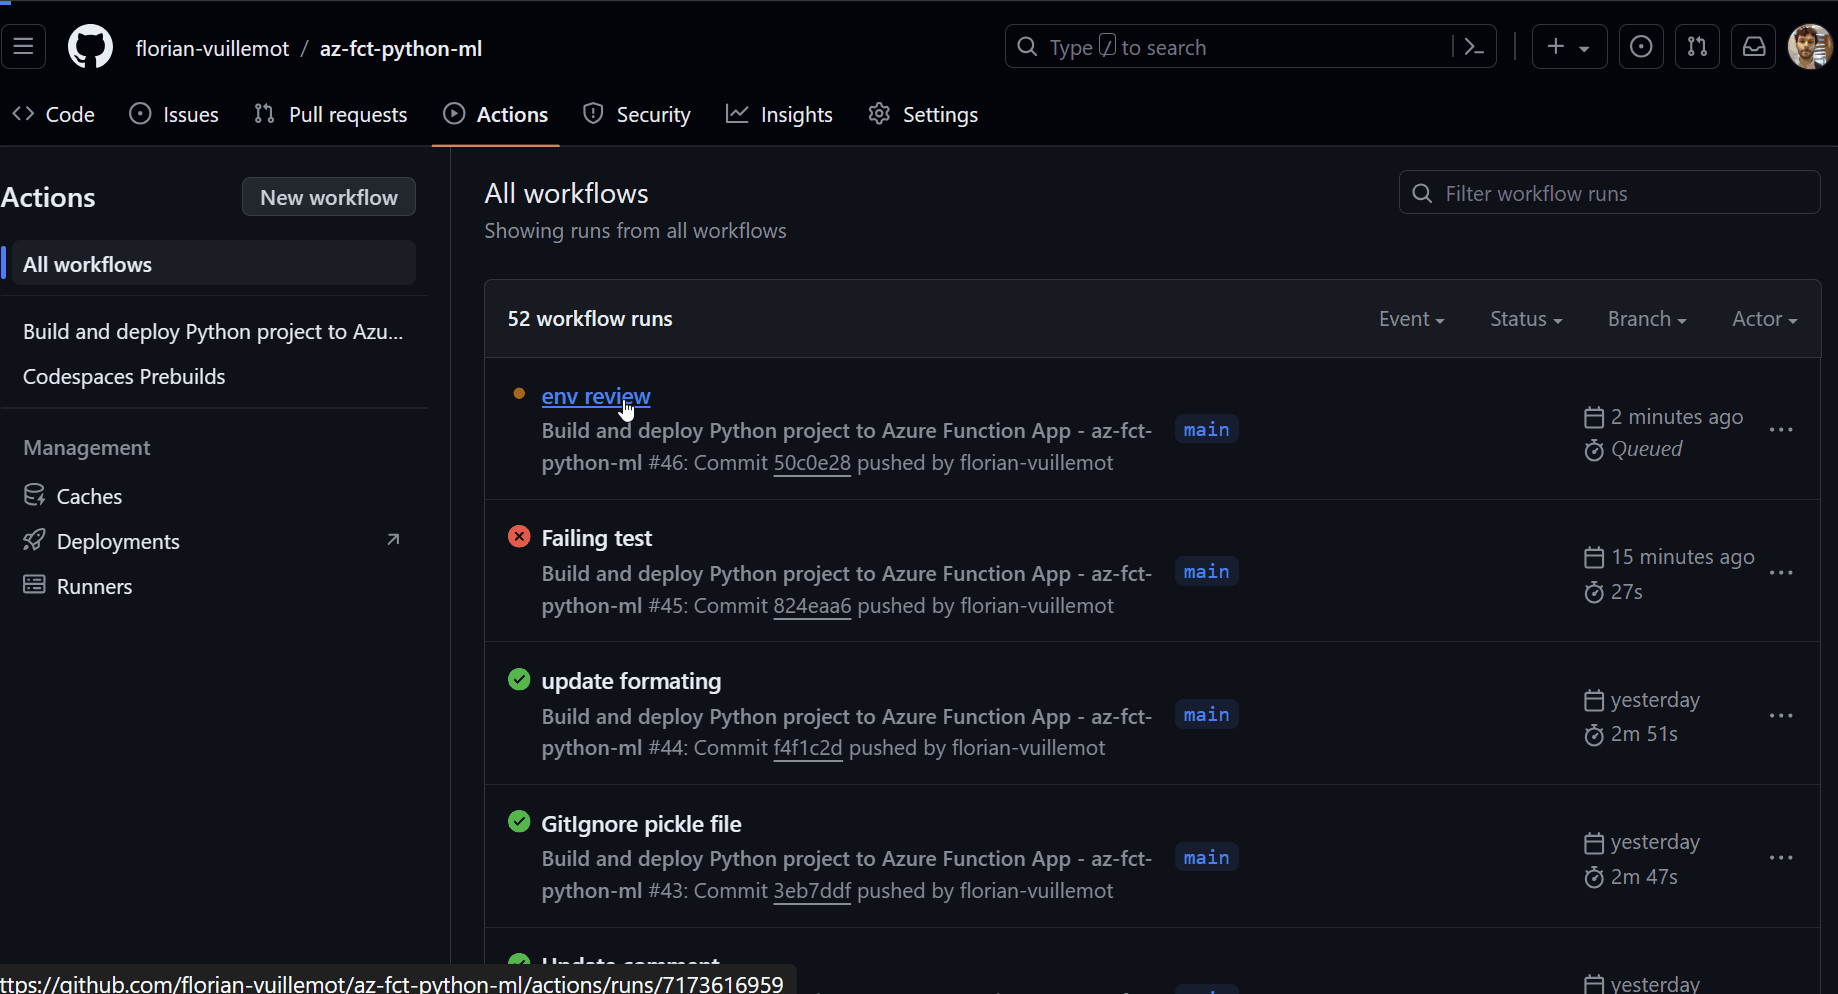 florian-vuillemot / az-fct-python-ml
Type / to search
Code
Issues
Pull requests
Actions
Security
Insights
Settings
Actions
New workflow
All workflows
Build and deploy Python project to Azu...
Codespaces Prebuilds
Management
Caches
Deployments
Runners
All workflows
Showing runs from all workflows
Filter workflow runs
52 workflow runs
Event
Status
Branch
Actor
env review
Build and deploy Python project to Azure Function App - az-fct-
python-ml #46: Commit 50c0e28 pushed by florian-vuillemot
main
2 minutes ago
Queued
Failing test
Build and deploy Python project to Azure Function App - az-fct-
python-ml #45: Commit 824eaa6 pushed by florian-vuillemot
main
15 minutes ago
27s
update formating
Build and deploy Python project to Azure Function App - az-fct-
python-ml #44: Commit f4f1c2d pushed by florian-vuillemot
main
yesterday
2m 51s
GitIgnore pickle file
Build and deploy Python project to Azure Function App - az-fct-
python-ml #43: Commit 3eb7ddf pushed by florian-vuillemot
main
yesterday
2m 47s
Update comment
yesterday
ttps://github.com/florian-vuillemot/az-fct-python-ml/actions/runs/7173616959